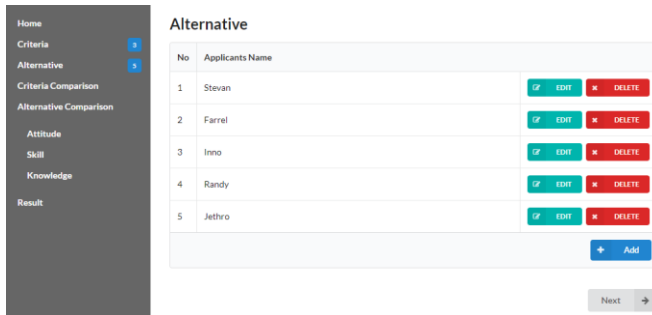 Home
Criteria 3
Alternative 5
Criteria Comparison
Alternative Comparison
Attitude
Skill
Knowledge
Result
Alternative
No Applicants Name
1 Stevan EDIT DELETE
2 Farrel EDIT DELETE
3 Inno EDIT DELETE
4 Randy EDIT DELETE
5 Jethro EDIT DELETE
Add
Next